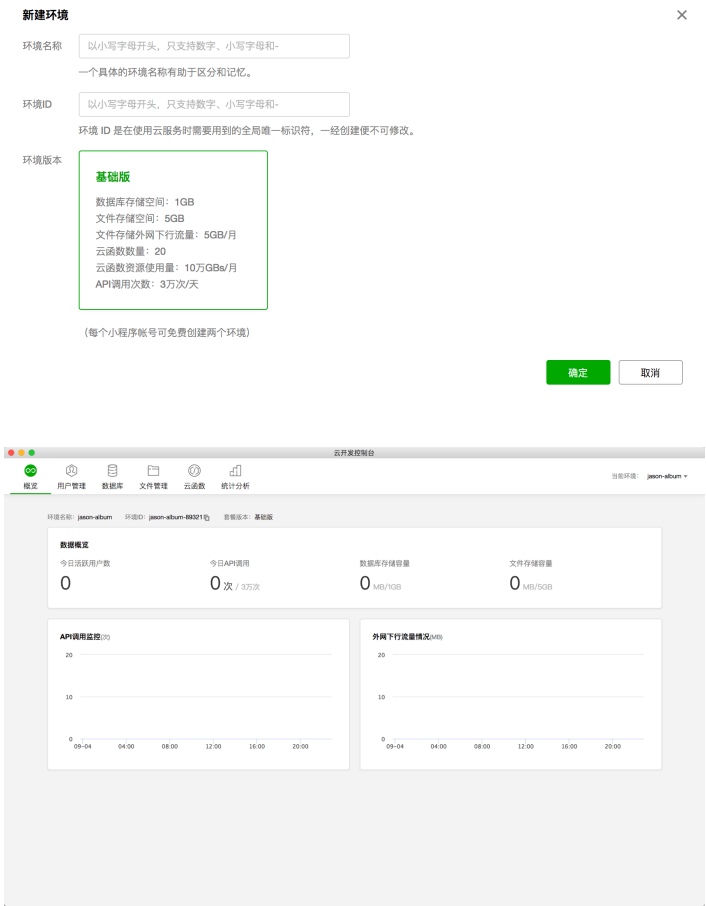 新建环境
环境名称 以小写字母开头，只支持数字、小写字母和-
一个具体的环境名称有助于区分和记忆。
环境ID 以小写字母开头，只支持数字、小写字母和-
环境 ID 是在使用云服务时需要用到的全局唯一标识符，一经创建便不可修改。
环境版本
基础版
数据库存储空间：1GB
文件存储空间：5GB
文件存储外网下行流量：5GB/月
云函数数量：20
云函数资源使用量：10万GBs/月
API调用次数：3万次/天
（每个小程序帐号可免费创建两个环境）
确定 取消
云开发控制台
概览 用户管理 数据库 文件管理 云函数 统计分析 当前环境： jason-album
环境名称：jason-album 环境ID：jason-album-89321 套餐版本：基础版
数据概览
今日活跃用户数 今日API调用 数据库存储容量 文件存储容量
0 0 次 / 3万次 0 MB/1GB 0 MB/5GB
API调用监控(次) 外网下行流量情况(MB)
20 20
10 10
0 0
09-04 04:00 08:00 12:00 16:00 20:00 09-04 04:00 08:00 12:00 16:00 20:00